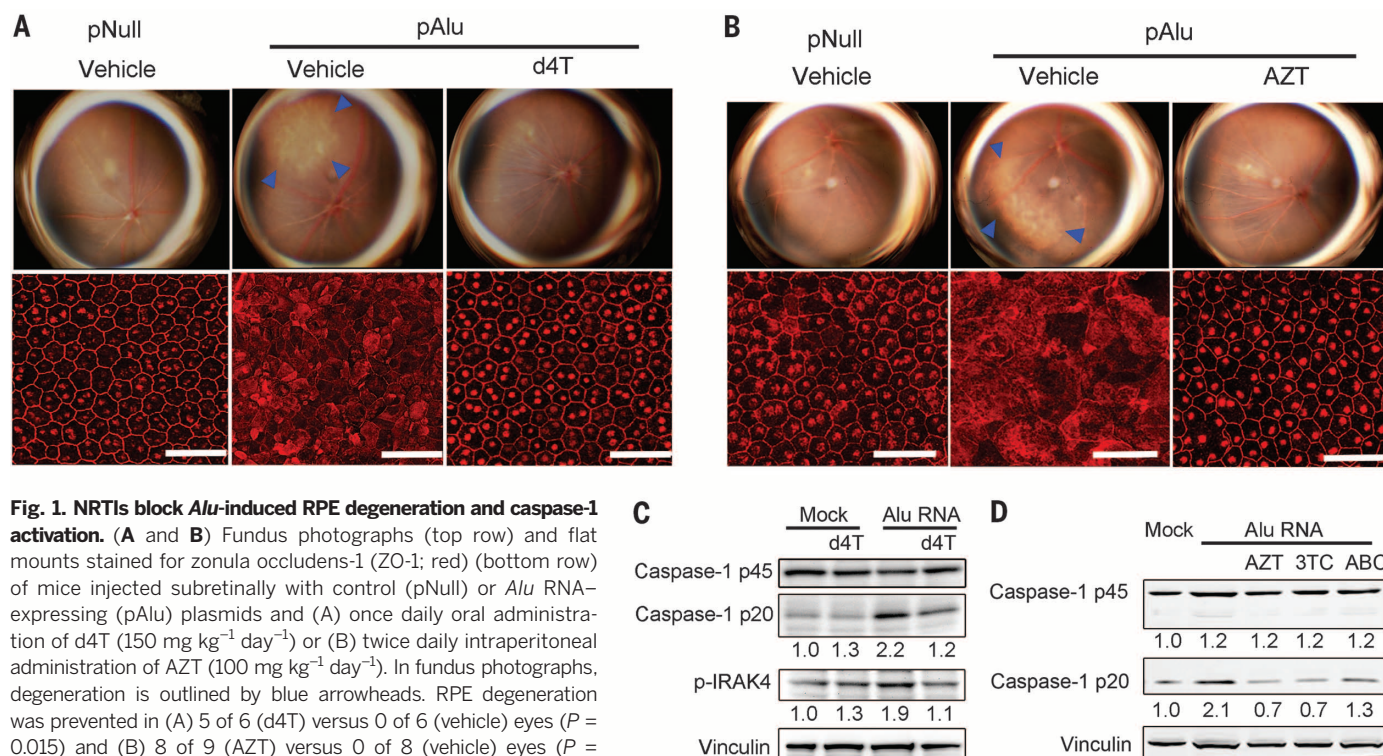 A
pNull
pAlu
Vehicle
Vehicle
d4T
B
pNull
pAlu
Vehicle
Vehicle
AZT
Fig. 1. NRTIs block Alu-induced RPE degeneration and caspase-1
activation. (A and B) Fundus photographs (top row) and flat
mounts stained for zonula occludens-1 (ZO-1; red) (bottom row)
of mice injected subretinally with control (pNull) or Alu RNA–
expressing (pAlu) plasmids and (A) once daily oral administra-
tion of d4T (150 mg kg⁻¹ day⁻¹) or (B) twice daily intraperitoneal
administration of AZT (100 mg kg⁻¹ day⁻¹). In fundus photographs,
degeneration is outlined by blue arrowheads. RPE degeneration
was prevented in (A) 5 of 6 (d4T) versus 0 of 6 (vehicle) eyes (P =
0.015) and (B) 8 of 9 (AZT) versus 0 of 8 (vehicle) eyes (P =
C
Mock Alu RNA
d4T d4T
Caspase-1 p45
Caspase-1 p20
1.0 1.3 2.2 1.2
p-IRAK4
1.0 1.3 1.9 1.1
Vinculin
D
Mock Alu RNA
AZT 3TC ABC
Caspase-1 p45
1.0 1.2 1.2 1.2 1.2
Caspase-1 p20
1.0 2.1 0.7 0.7 1.3
Vinculin